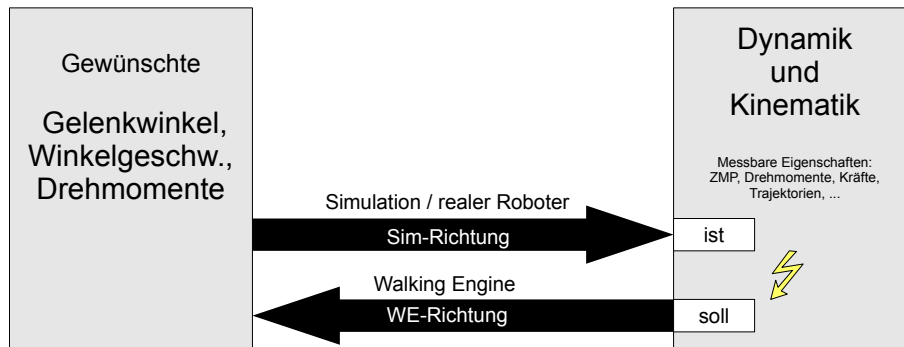 Gewünschte
Gelenkwinkel,
Winkelgeschw.,
Drehmomente
Simulation / realer Roboter
Sim-Richtung
Walking Engine
WE-Richtung
Dynamik
und
Kinematik
Messbare Eigenschaften:
ZMP, Drehmomente, Kräfte,
Trajektorien, ...
ist
soll